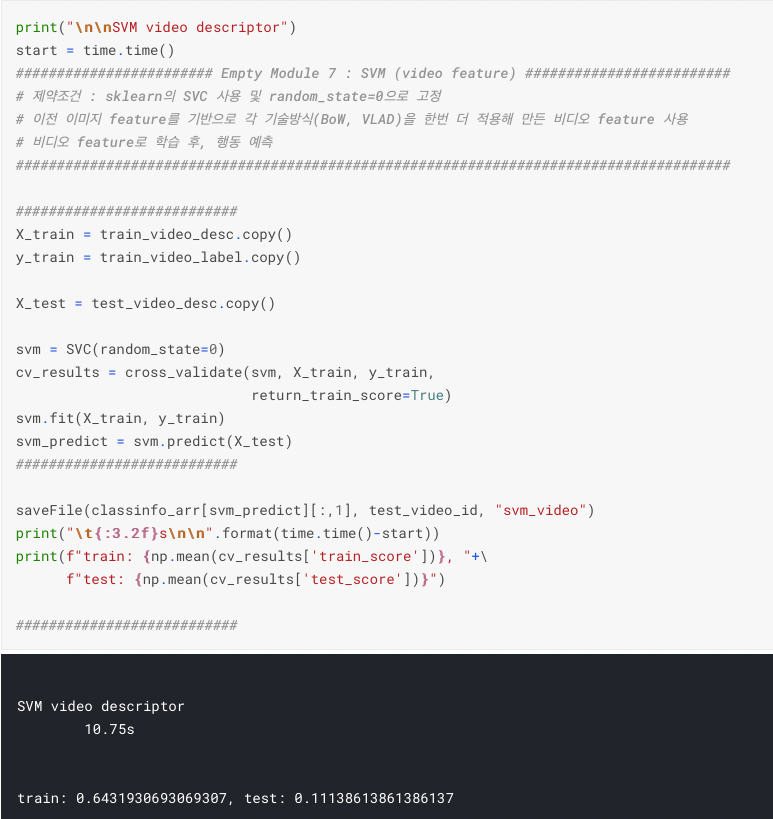 print("\n\nSVM video descriptor")
start = time.time()
######################## Empty Module 7 : SVM (video feature) #########################
# 제약조건 : sklearn의 SVC 사용 및 random_state=0으로 고정
# 이전 이미지 feature를 기반으로 각 기술방식(BoW, VLAD)을 한번 더 적용해 만든 비디오 feature 사용
# 비디오 feature로 학습 후, 행동 예측
#####################################################################################
###########################
X_train = train_video_desc.copy()
y_train = train_video_label.copy()
X_test = test_video_desc.copy()
svm = SVC(random_state=0)
cv_results = cross_validate(svm, X_train, y_train,
                            return_train_score=True)
svm.fit(X_train, y_train)
svm_predict = svm.predict(X_test)
###########################
saveFile(classinfo_arr[svm_predict][:,1], test_video_id, "svm_video")
print("\t{:3.2f}s\n\n".format(time.time()-start))
print(f"train: {np.mean(cv_results['train_score'])}, "+\
      f"test: {np.mean(cv_results['test_score'])}")
###########################
SVM video descriptor
        10.75s
train: 0.6431930693069307, test: 0.11138613861386137